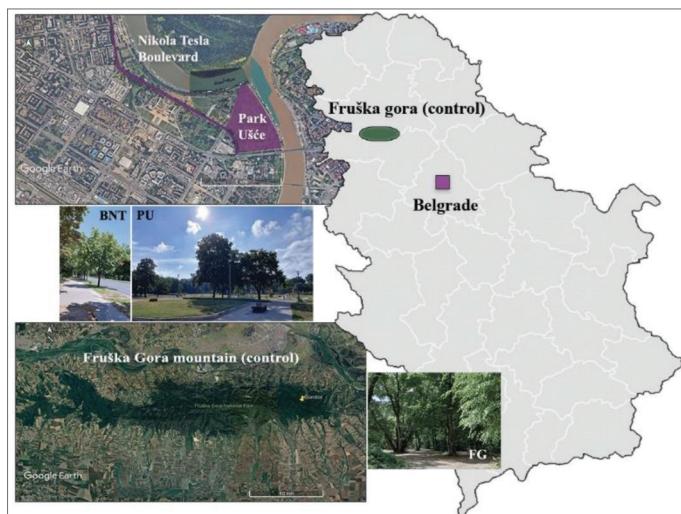 Nikola Tesla
Boulevard
Park
Ušće
Google Earth
Fruška gora (control)
Belgrade
BNT
PU
Fruška Gora mountain (control)
Google Earth
FG